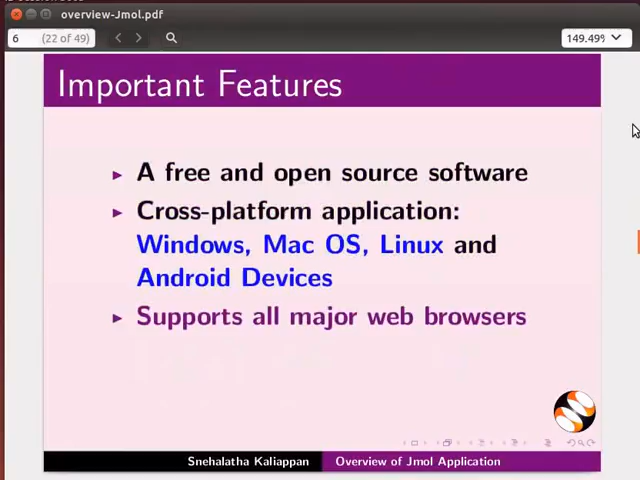 overview-Jmol.pdf
6 (22 of 49) 149.49%
Important Features
A free and open source software
Cross-platform application:
Windows, Mac OS, Linux and
Android Devices
Supports all major web browsers
Snehalatha Kaliappan Overview of Jmol Application